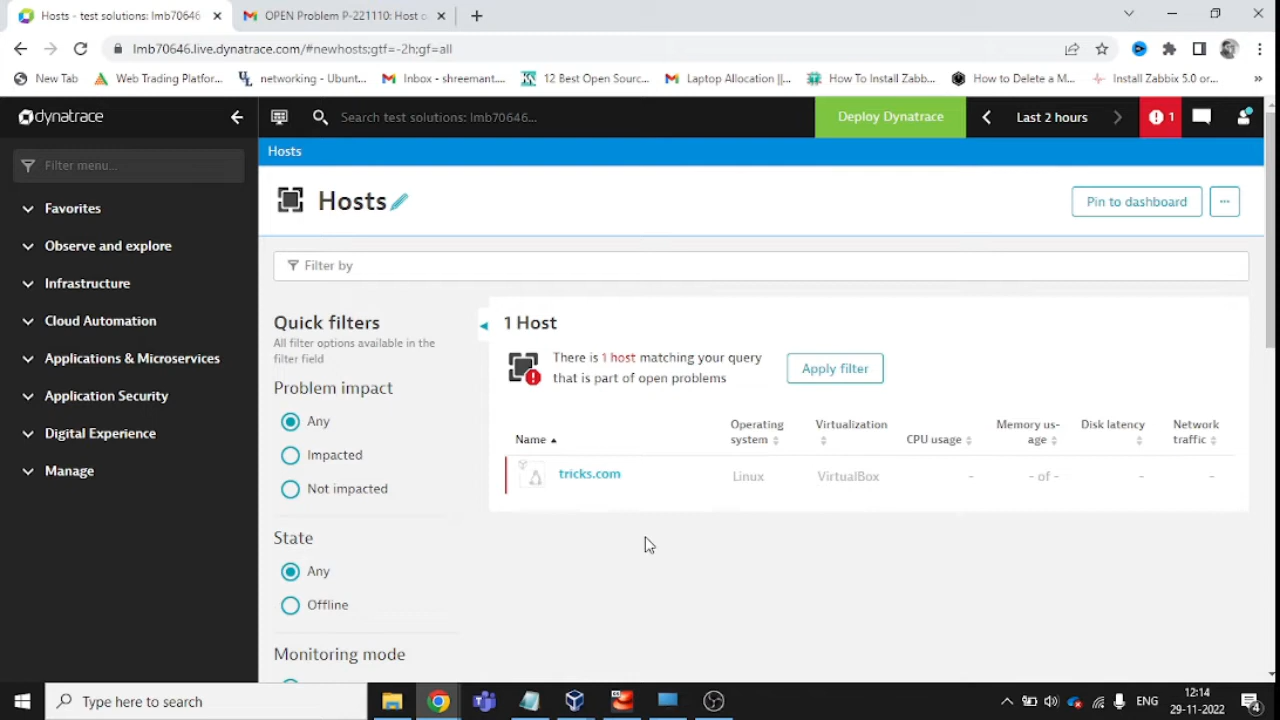 Hosts - test solutions: lmb70646
OPEN Problem P-221110: Host o
lmb70646.live.dynatrace.com/#newhosts;gtf=-2h;gf=all
New Tab
Web Trading Platfor...
networking - Ubunt...
Inbox - shreemant....
12 Best Open Sourc...
Laptop Allocation ||...
How To Install Zabb...
How to Delete a M...
Install Zabbix 5.0 or...
»
dynatrace
Search test solutions: lmb70646...
Deploy Dynatrace
Last 2 hours
1
Filter menu...
Favorites
Observe and explore
Infrastructure
Cloud Automation
Applications & Microservices
Application Security
Digital Experience
Manage
Hosts
Hosts
Pin to dashboard
...
Filter by
Quick filters
All filter options available in the
filter field
Problem impact
Any
Impacted
Not impacted
State
Any
Offline
Monitoring mode
1 Host
There is 1 host matching your query
that is part of open problems
Apply filter
Name
Operating
system
Virtualization
CPU usage
Memory us-
age
Disk latency
Network
traffic
tricks.com
Linux
VirtualBox
-
- of -
-
-
Type here to search
ENG
12:14
29-11-2022
4